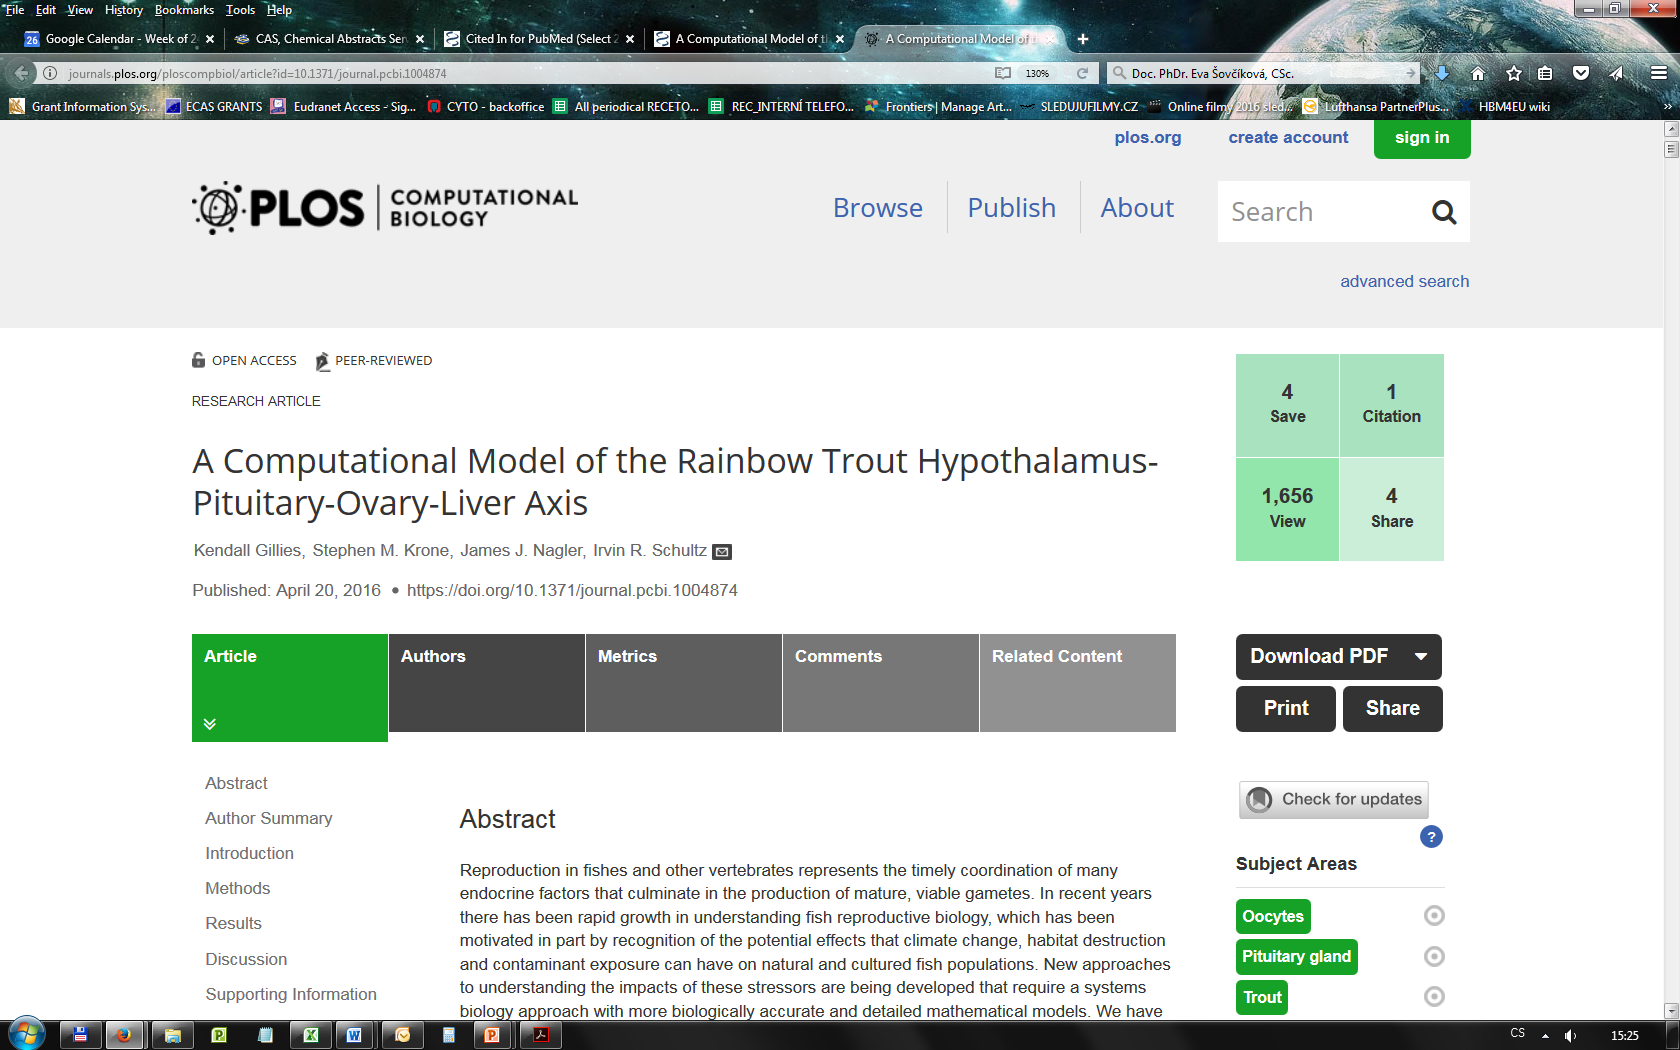 File Edit View History Bookmarks Tools Help
Google Calendar - Week of 2
CAS, Chemical Abstracts Ser
Cited In for PubMed (Select 2
A Computational Model of t
A Computational Model of t
journals.plos.org/ploscompbiol/article?id=10.1371/journal.pcbi.1004874
130%
Doc. PhDr. Eva Šovčíková, CSc.
Grant Information Sys...
ECAS GRANTS
Eudranet Access - Sig...
CYTO - backoffice
All periodical RECETO...
REC_INTERNÍ TELEFO...
Frontiers | Manage Art...
SLEDUJUFILMY.CZ
Online filmy 2016 sled...
Lufthansa PartnerPlus...
HBM4EU wiki
plos.org
create account
sign in
PLOS COMPUTATIONAL
BIOLOGY
Browse
Publish
About
Search
advanced search
OPEN ACCESS
PEER-REVIEWED
RESEARCH ARTICLE
A Computational Model of the Rainbow Trout Hypothalamus-
Pituitary-Ovary-Liver Axis
Kendall Gillies, Stephen M. Krone, James J. Nagler, Irvin R. Schultz
Published: April 20, 2016 • https://doi.org/10.1371/journal.pcbi.1004874
4
Save
1
Citation
1,656
View
4
Share
Article
Authors
Metrics
Comments
Related Content
Download PDF
Print
Share
Abstract
Author Summary
Introduction
Methods
Results
Discussion
Supporting Information
Abstract
Reproduction in fishes and other vertebrates represents the timely coordination of many
endocrine factors that culminate in the production of mature, viable gametes. In recent years
there has been rapid growth in understanding fish reproductive biology, which has been
motivated in part by recognition of the potential effects that climate change, habitat destruction
and contaminant exposure can have on natural and cultured fish populations. New approaches
to understanding the impacts of these stressors are being developed that require a systems
biology approach with more biologically accurate and detailed mathematical models. We have
Check for updates
?
Subject Areas
Oocytes
Pituitary gland
Trout
CS
15:25